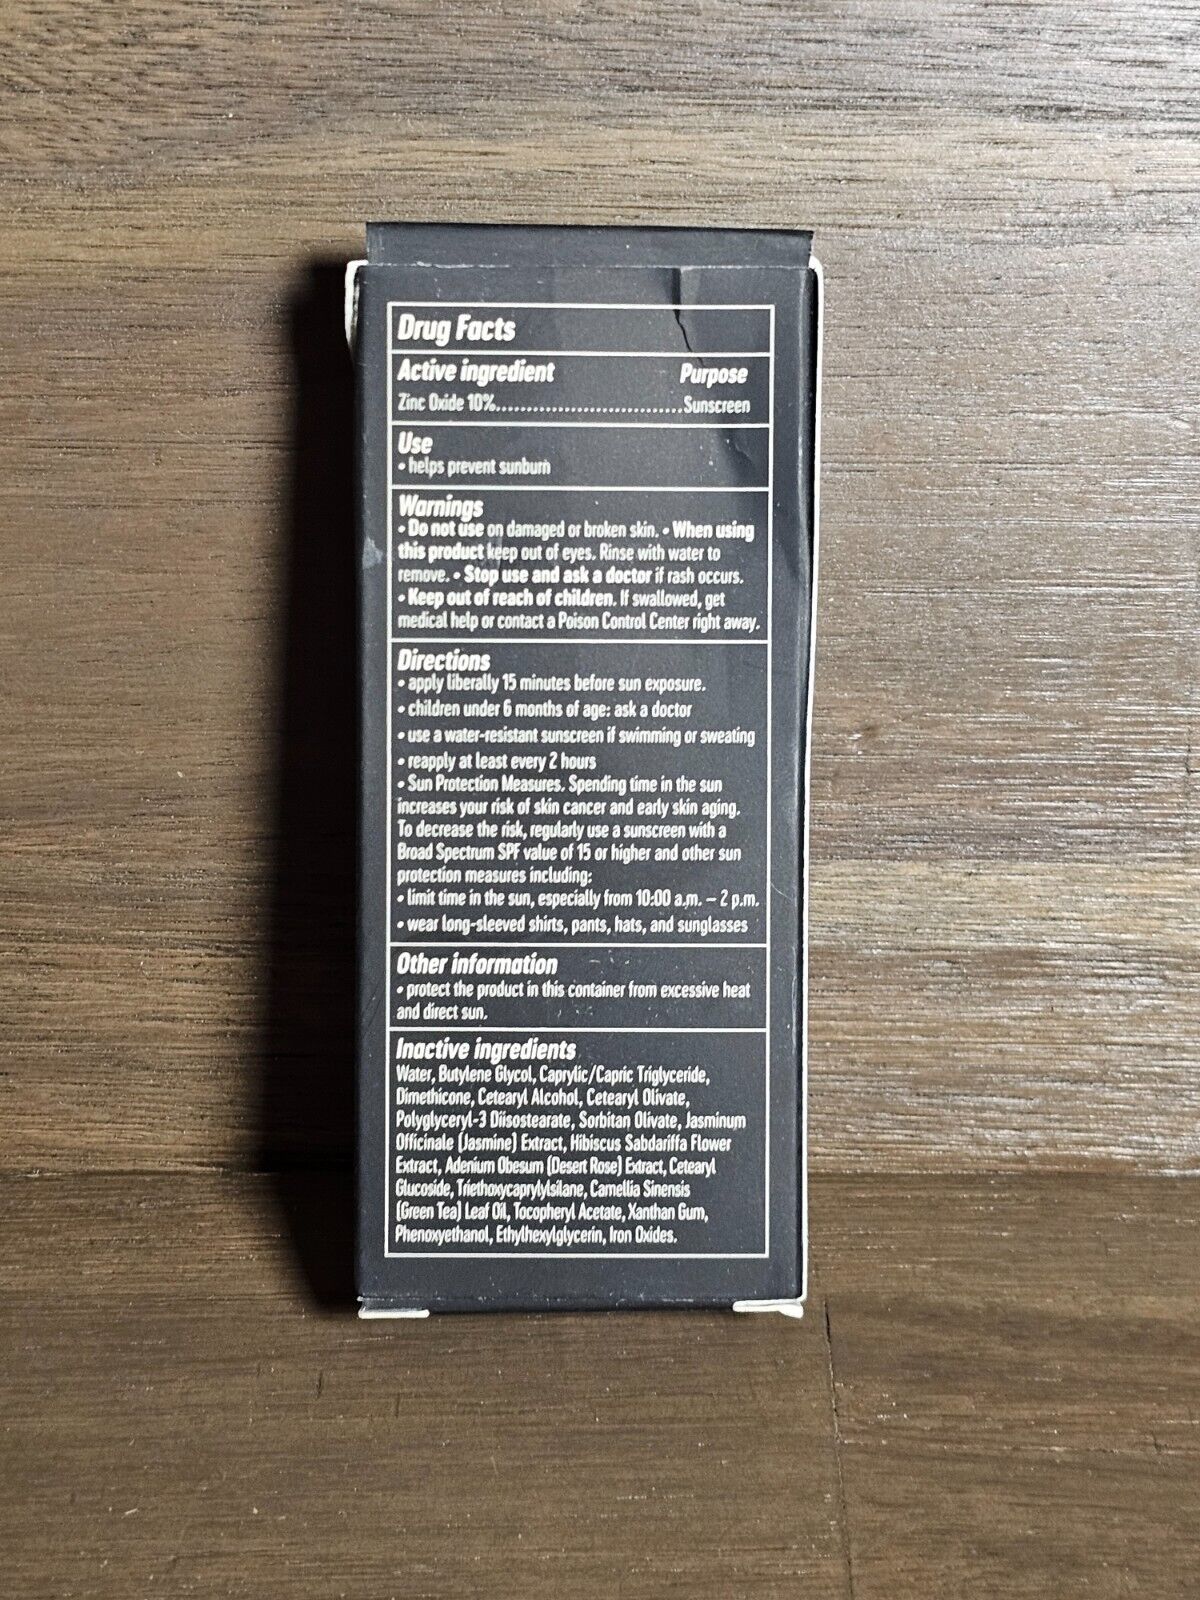 Drug Facts
Active ingredient Purpose
Zinc Oxide 10%...............................Sunscreen
Use
• helps prevent sunburn
Warnings
• Do not use on damaged or broken skin. • When using
this product keep out of eyes. Rinse with water to
remove. • Stop use and ask a doctor if rash occurs.
• Keep out of reach of children. If swallowed, get
medical help or contact a Poison Control Center right away.
Directions
• apply liberally 15 minutes before sun exposure.
• children under 6 months of age: ask a doctor
• use a water-resistant sunscreen if swimming or sweating
• reapply at least every 2 hours
• Sun Protection Measures. Spending time in the sun
increases your risk of skin cancer and early skin aging.
To decrease the risk, regularly use a sunscreen with a
Broad Spectrum SPF value of 15 or higher and other sun
protection measures including:
• limit time in the sun, especially from 10:00 a.m. – 2 p.m.
• wear long-sleeved shirts, pants, hats, and sunglasses
Other information
• protect the product in this container from excessive heat
and direct sun.
Inactive ingredients
Water, Butylene Glycol, Caprylic/Capric Triglyceride,
Dimethicone, Cetearyl Alcohol, Cetearyl Olivate,
Polyglyceryl-3 Diisostearate, Sorbitan Olivate, Jasminum
Officinale (Jasmine) Extract, Hibiscus Sabdariffa Flower
Extract, Adenium Obesum (Desert Rose) Extract, Cetearyl
Glucoside, Triethoxycaprylylsilane, Camellia Sinensis
(Green Tea) Leaf Oil, Tocopheryl Acetate, Xanthan Gum,
Phenoxyethanol, Ethylhexylglycerin, Iron Oxides.